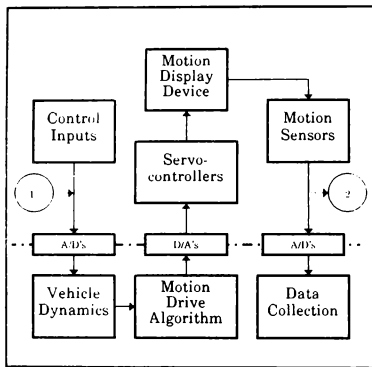 Motion
Display
Device
Control
Inputs
Motion
Sensors
Servo-
controllers
1
2
A/D's
D/A's
A/D's
Vehicle
Dynamics
Motion
Drive
Algorithm
Data
Collection